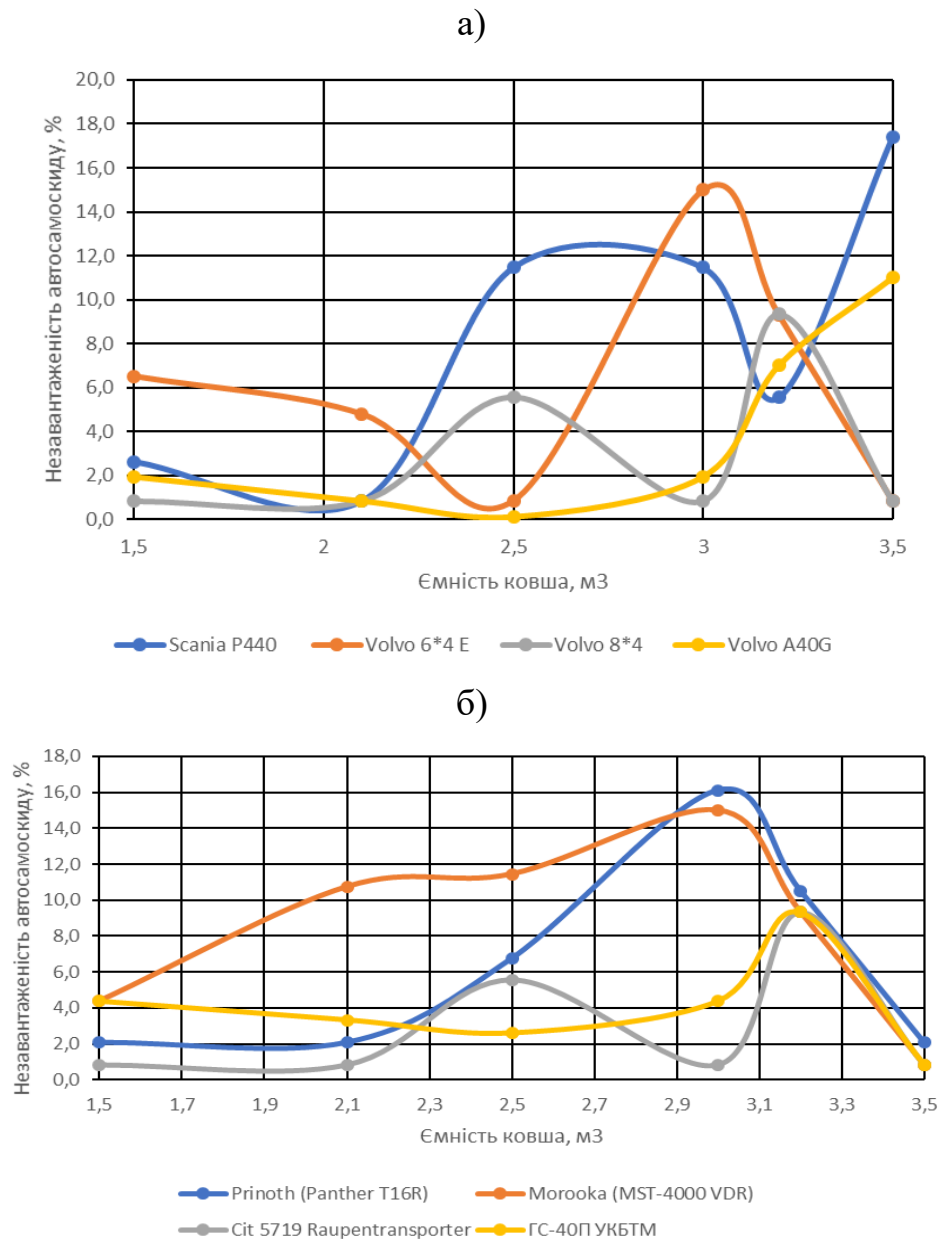 а)
Незавантаженість автосамоскиду, %
20,0
18,0
16,0
14,0
12,0
10,0
8,0
6,0
4,0
2,0
0,0
1,5 2 2,5 3 3,5
Ємність ковша, м3
Scania P440 Volvo 6*4 E Volvo 8*4 Volvo A40G
б)
Незавантаженість автосамоскиду, %
18,0
16,0
14,0
12,0
10,0
8,0
6,0
4,0
2,0
0,0
1,5 1,7 1,9 2,1 2,3 2,5 2,7 2,9 3,1 3,3 3,5
Ємність ковша, м3
Prinoth (Panther T16R) Morooka (MST-4000 VDR)
Cit 5719 Raupentransporter ГС-40П УКБТМ